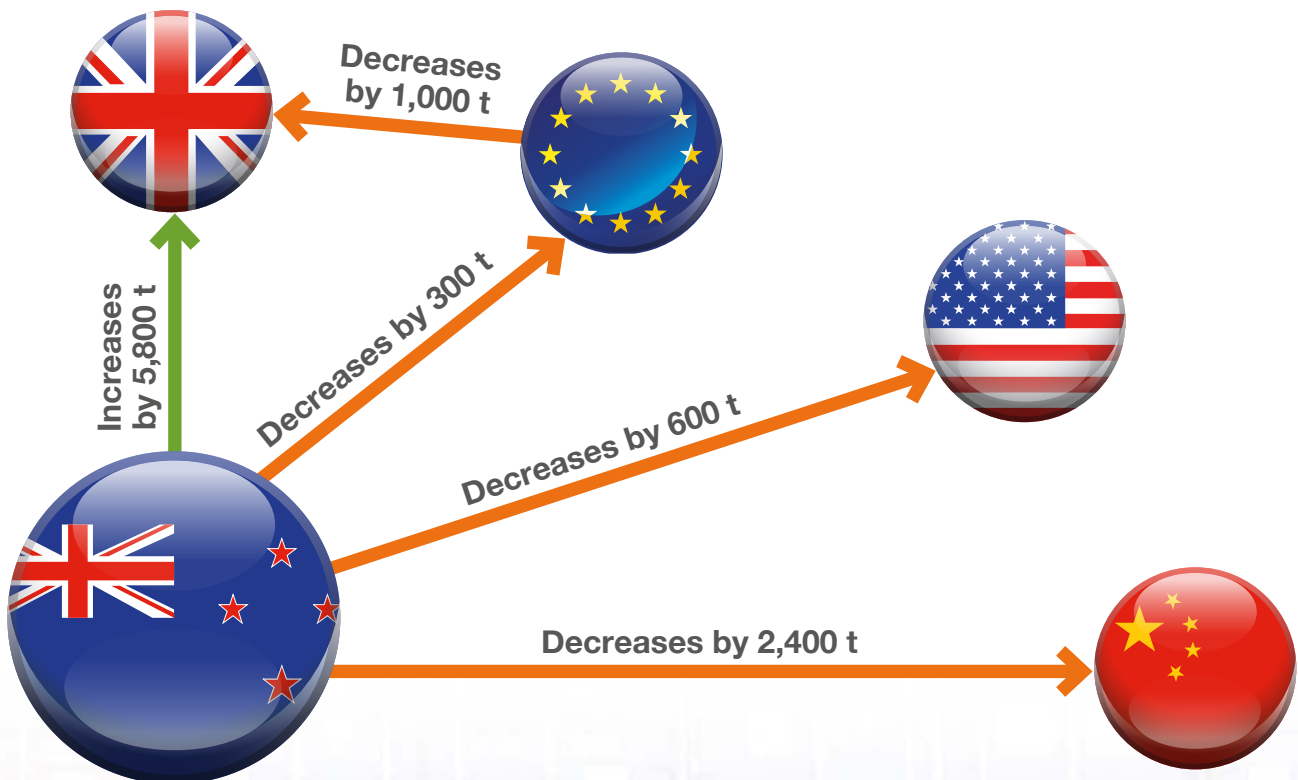 Decreases
by 1,000 t
Increases
by 5,800 t
Decreases by 300 t
Decreases by 600 t
Decreases by 2,400 t